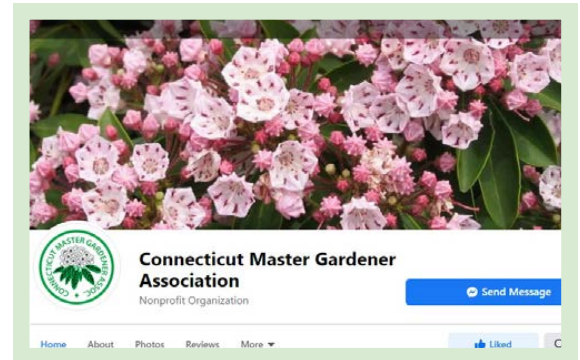 CONNECTICUT MASTER GARDENER ASSOC.
Connecticut Master Gardener
Association
Nonprofit Organization
Send Message
Home About Photos Reviews More
Liked